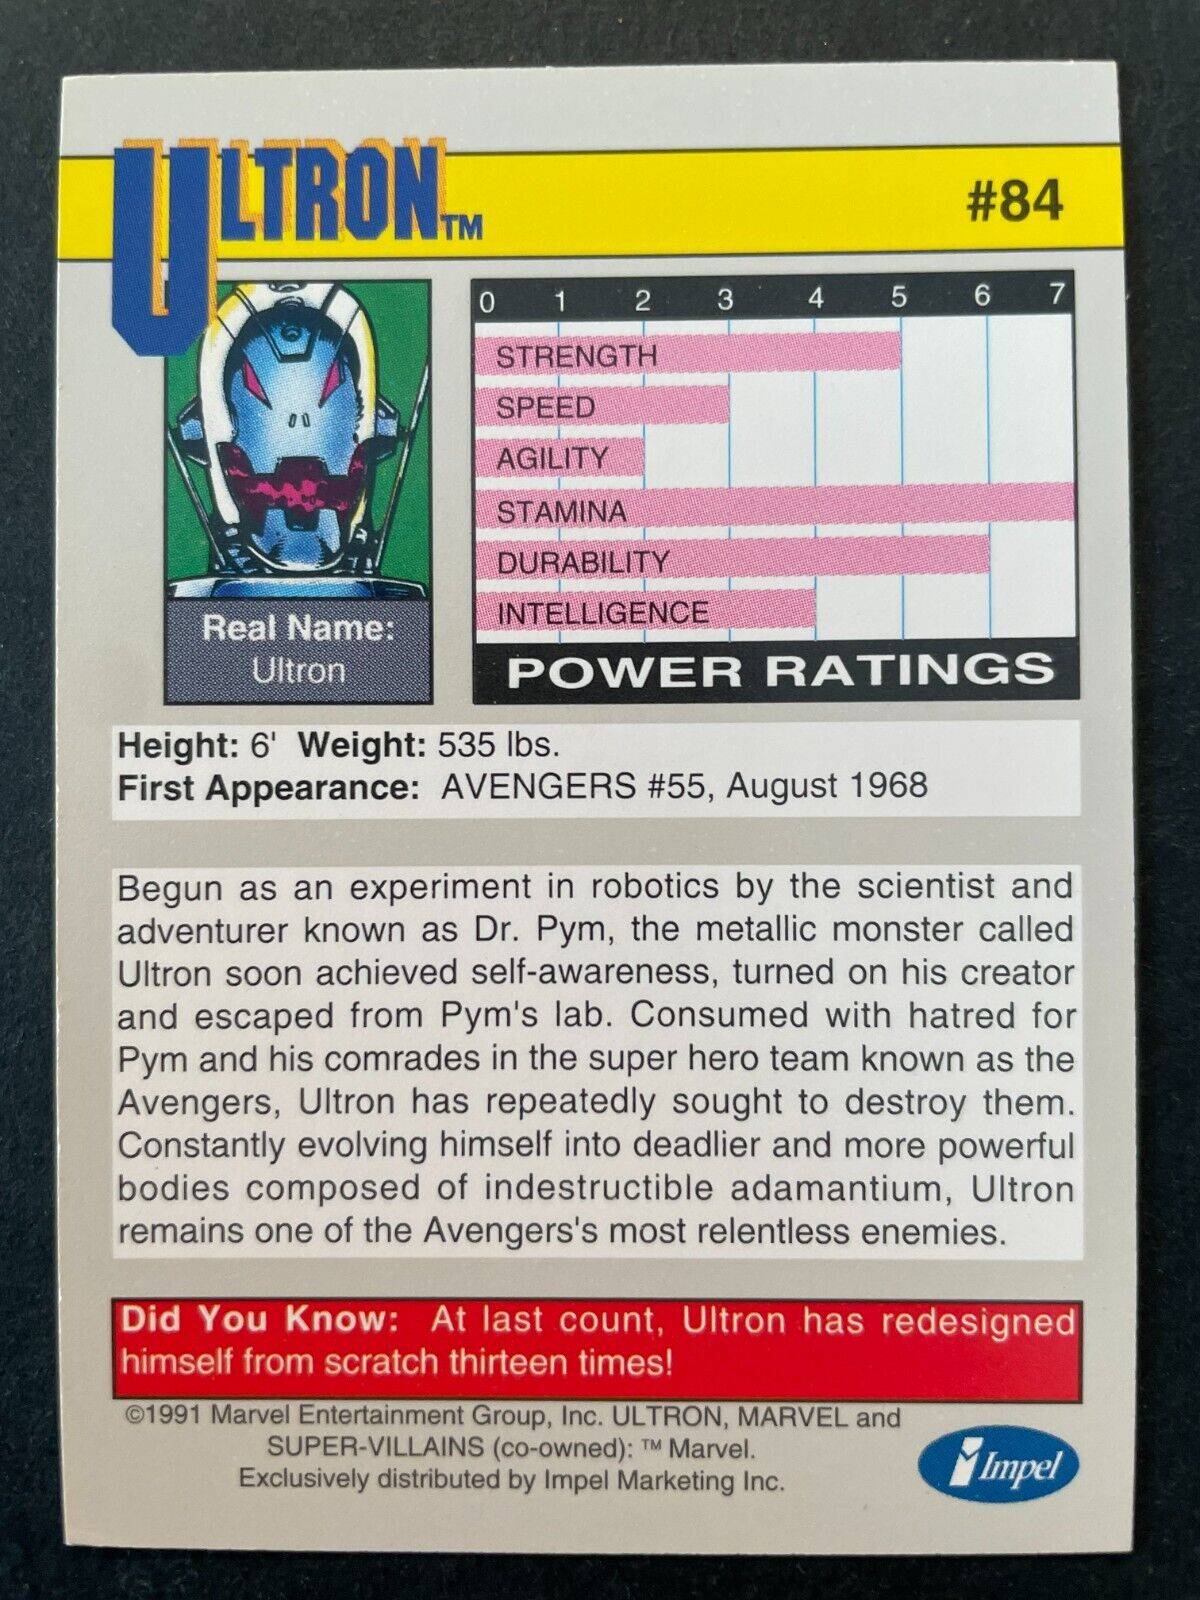 ULTRON™
#84
0 1 2 3 4 5 6 7
STRENGTH
SPEED
AGILITY
STAMINA
DURABILITY
INTELLIGENCE
POWER RATINGS
Real Name:
Ultron
Height: 6' Weight: 535 lbs.
First Appearance: AVENGERS #55, August 1968
Begun as an experiment in robotics by the scientist and
adventurer known as Dr. Pym, the metallic monster called
Ultron soon achieved self-awareness, turned on his creator
and escaped from Pym's lab. Consumed with hatred for
Pym and his comrades in the super hero team known as the
Avengers, Ultron has repeatedly sought to destroy them.
Constantly evolving himself into deadlier and more powerful
bodies composed of indestructible adamantium, Ultron
remains one of the Avengers's most relentless enemies.
Did You Know: At last count, Ultron has redesigned
himself from scratch thirteen times!
©1991 Marvel Entertainment Group, Inc. ULTRON, MARVEL and
SUPER-VILLAINS (co-owned): ™ Marvel.
Exclusively distributed by Impel Marketing Inc.
Impel